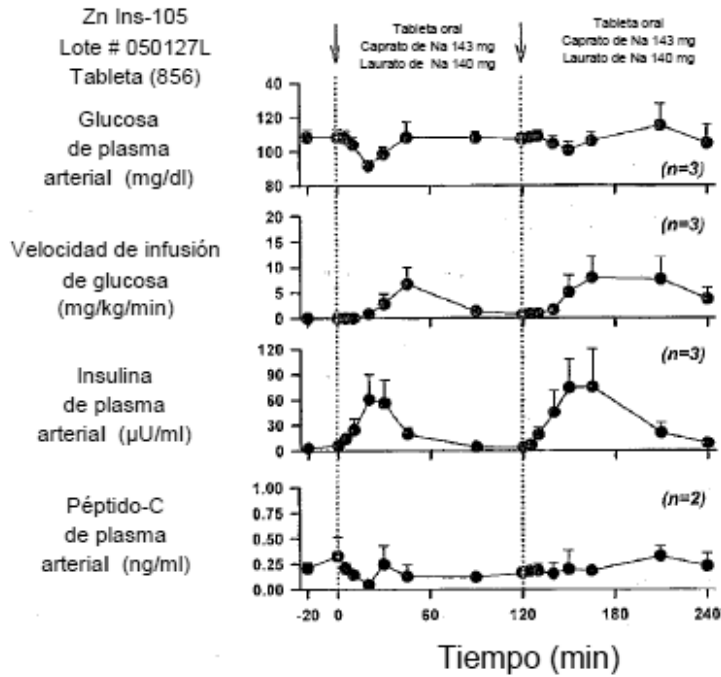 Zn Ins-105
Lote # 050127L
Tableta (856)
Tableta oral
Caprato de Na 143 mg
Laurato de Na 140 mg
Tableta oral
Caprato de Na 143 mg
Laurato de Na 140 mg
Glucosa
de plasma
arterial (mg/dl)
40
120
100
80
(n=3)
Velocidad de infusión
de glucosa
(mg/kg/min)
20
15
10
5
0
(n=3)
Insulina
de plasma
arterial (µU/ml)
120
90
60
30
0
(n=3)
Péptido-C
de plasma
arterial (ng/ml)
1.00
0.75
0.50
0.25
0.00
(n=2)
-20 0 60 120 180 240
Tiempo (min)